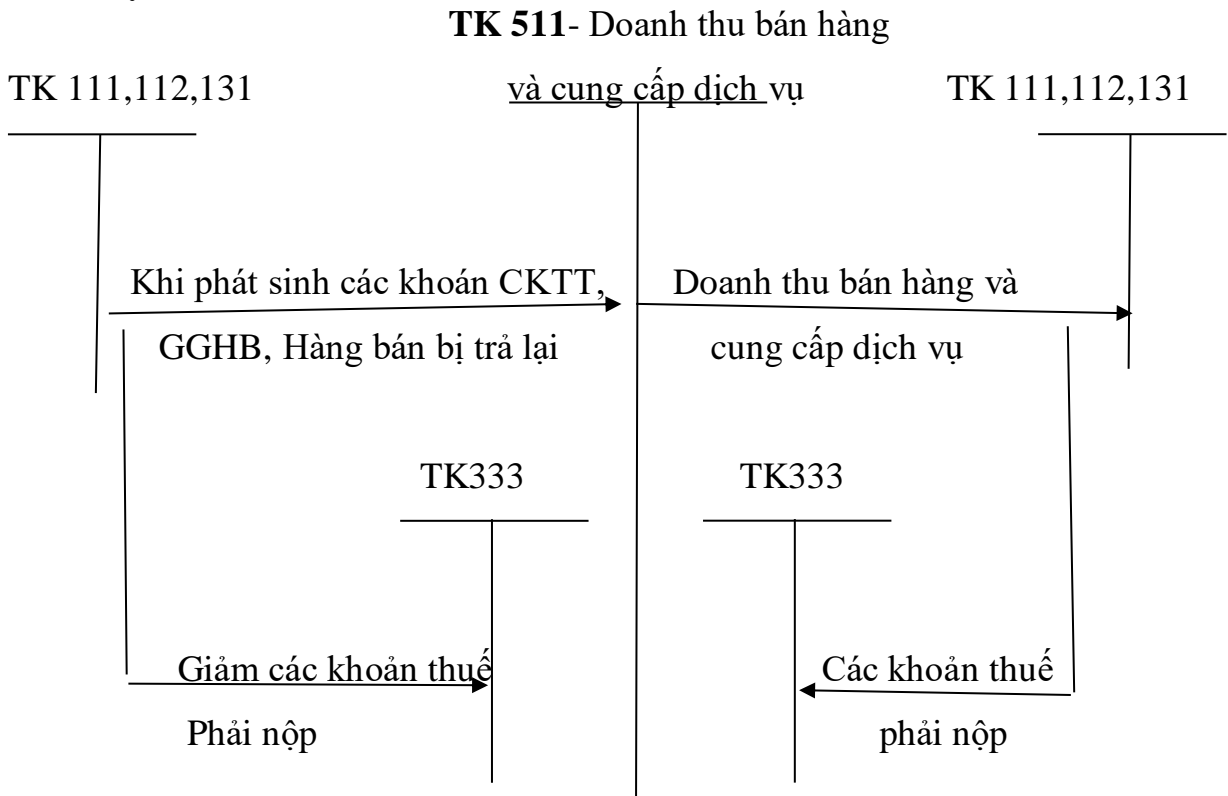 TK 511- Doanh thu bán hàng
TK 111,112,131 và cung cấp dịch vụ TK 111,112,131
Khi phát sinh các khoán CKTT, Doanh thu bán hàng và
GGHB, Hàng bán bị trả lại cung cấp dịch vụ
TK333 TK333
Giảm các khoản thuế Các khoản thuế
Phải nộp phải nộp